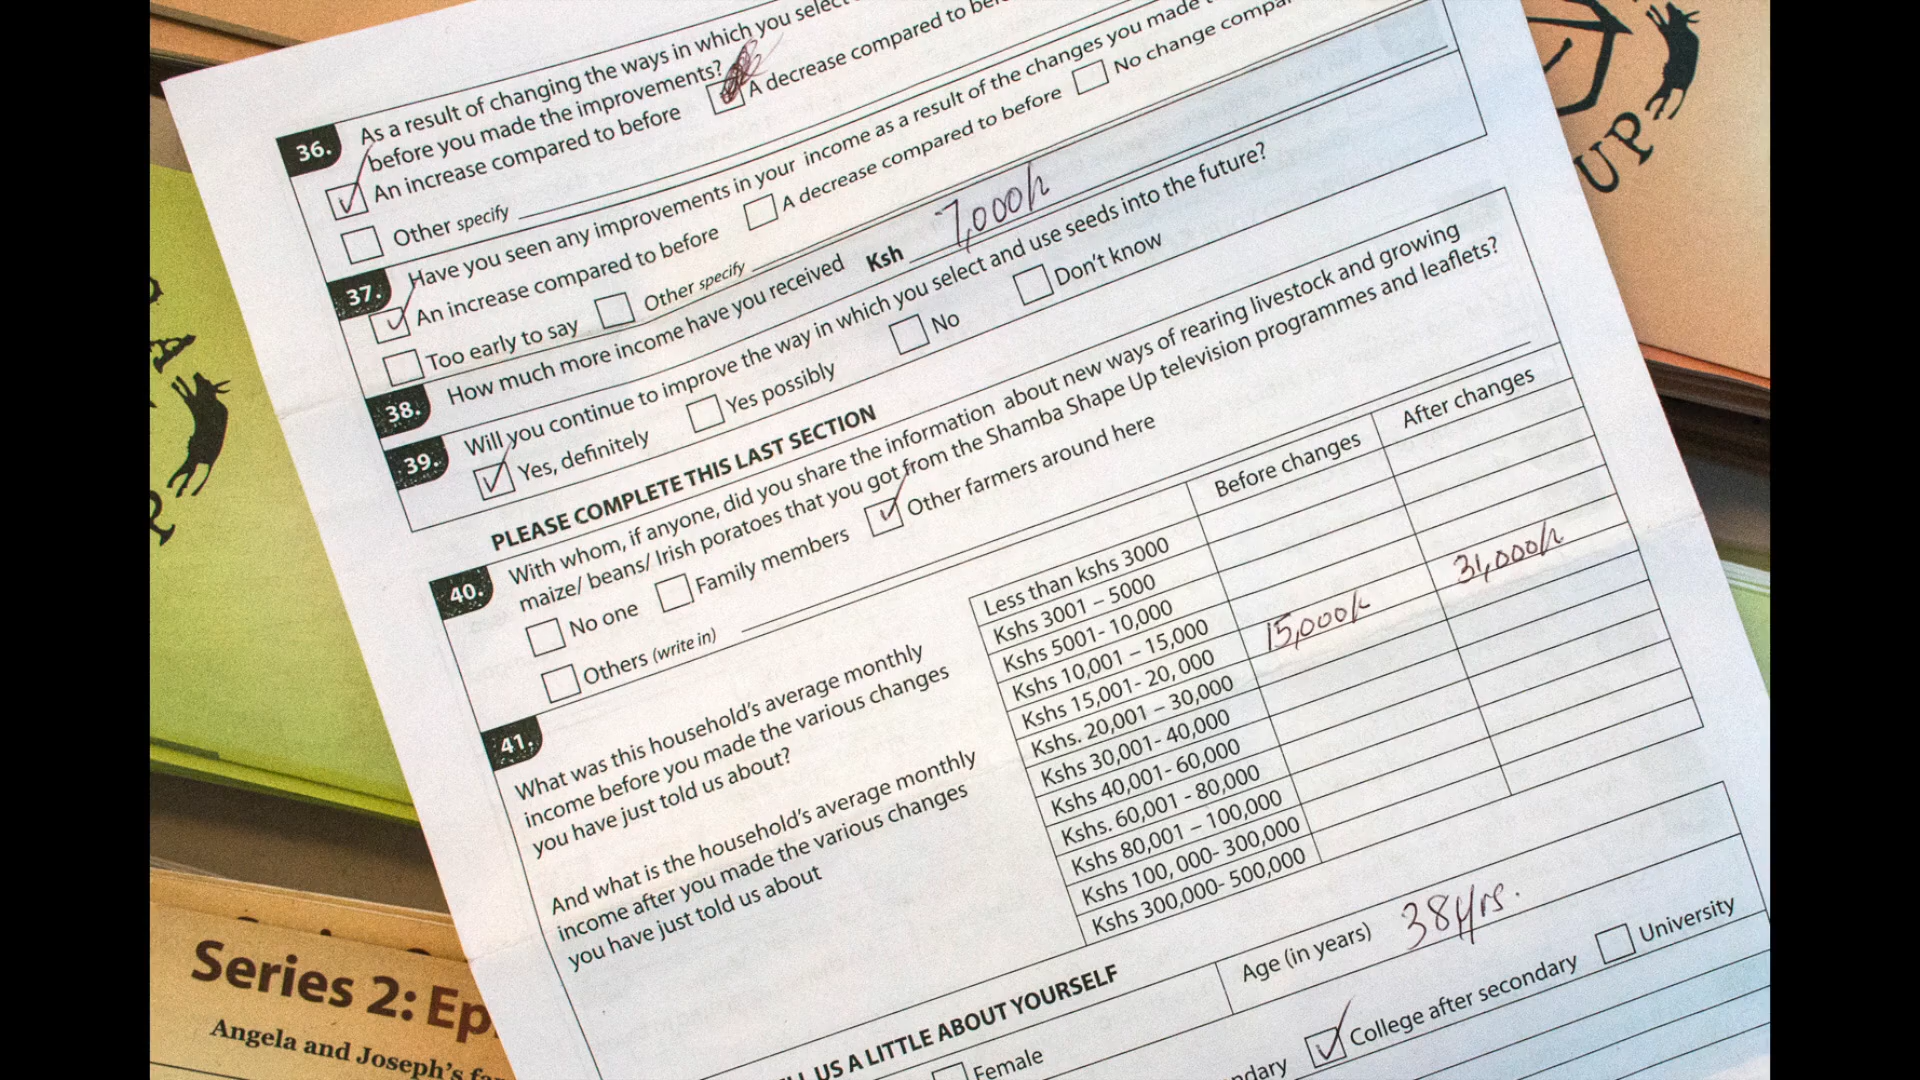 36.
As a result of changing the ways in which you select
before you made the improvements?
An increase compared to before
A decrease compared to
Other specify
37.
Have you seen any improvements in your income as a result of the changes you made
An increase compared to before
A decrease compared to before
No change
Too early to say
Other specify
38.
How much more income have you received Ksh 7,000/=
39.
Will you continue to improve the way in which you select and use seeds into the future?
Yes, definitely
Yes possibly
No
Don't know
PLEASE COMPLETE THIS LAST SECTION
40.
With whom, if anyone, did you share the information about new ways of rearing livestock and growing
maize/ beans/ Irish poratoes that you got from the Shamba Shape Up television programmes and leaflets?
No one
Family members
Other farmers around here
Others (write in)
41.
What was this household's average monthly
income before you made the various changes
you have just told us about?
And what is the household's average monthly
income after you made the various changes
you have just told us about
Before changes
After changes
Less than kshs 3000
Kshs 3001 – 5000
Kshs 5001- 10,000
Kshs 10,001 – 15,000
15,000/=
Kshs 15,001- 20, 000
Kshs. 20,001 – 30,000
Kshs 30,001- 40,000
31,000/=
Kshs 40,001- 60,000
Kshs. 60,001 - 80,000
Kshs 80,001 – 100,000
Kshs 100, 000- 300,000
Kshs 300,000- 500,000
US A LITTLE ABOUT YOURSELF
Age (in years) 38yrs.
Female
College after secondary
University
UP
Series 2:
Angela and Joseph's